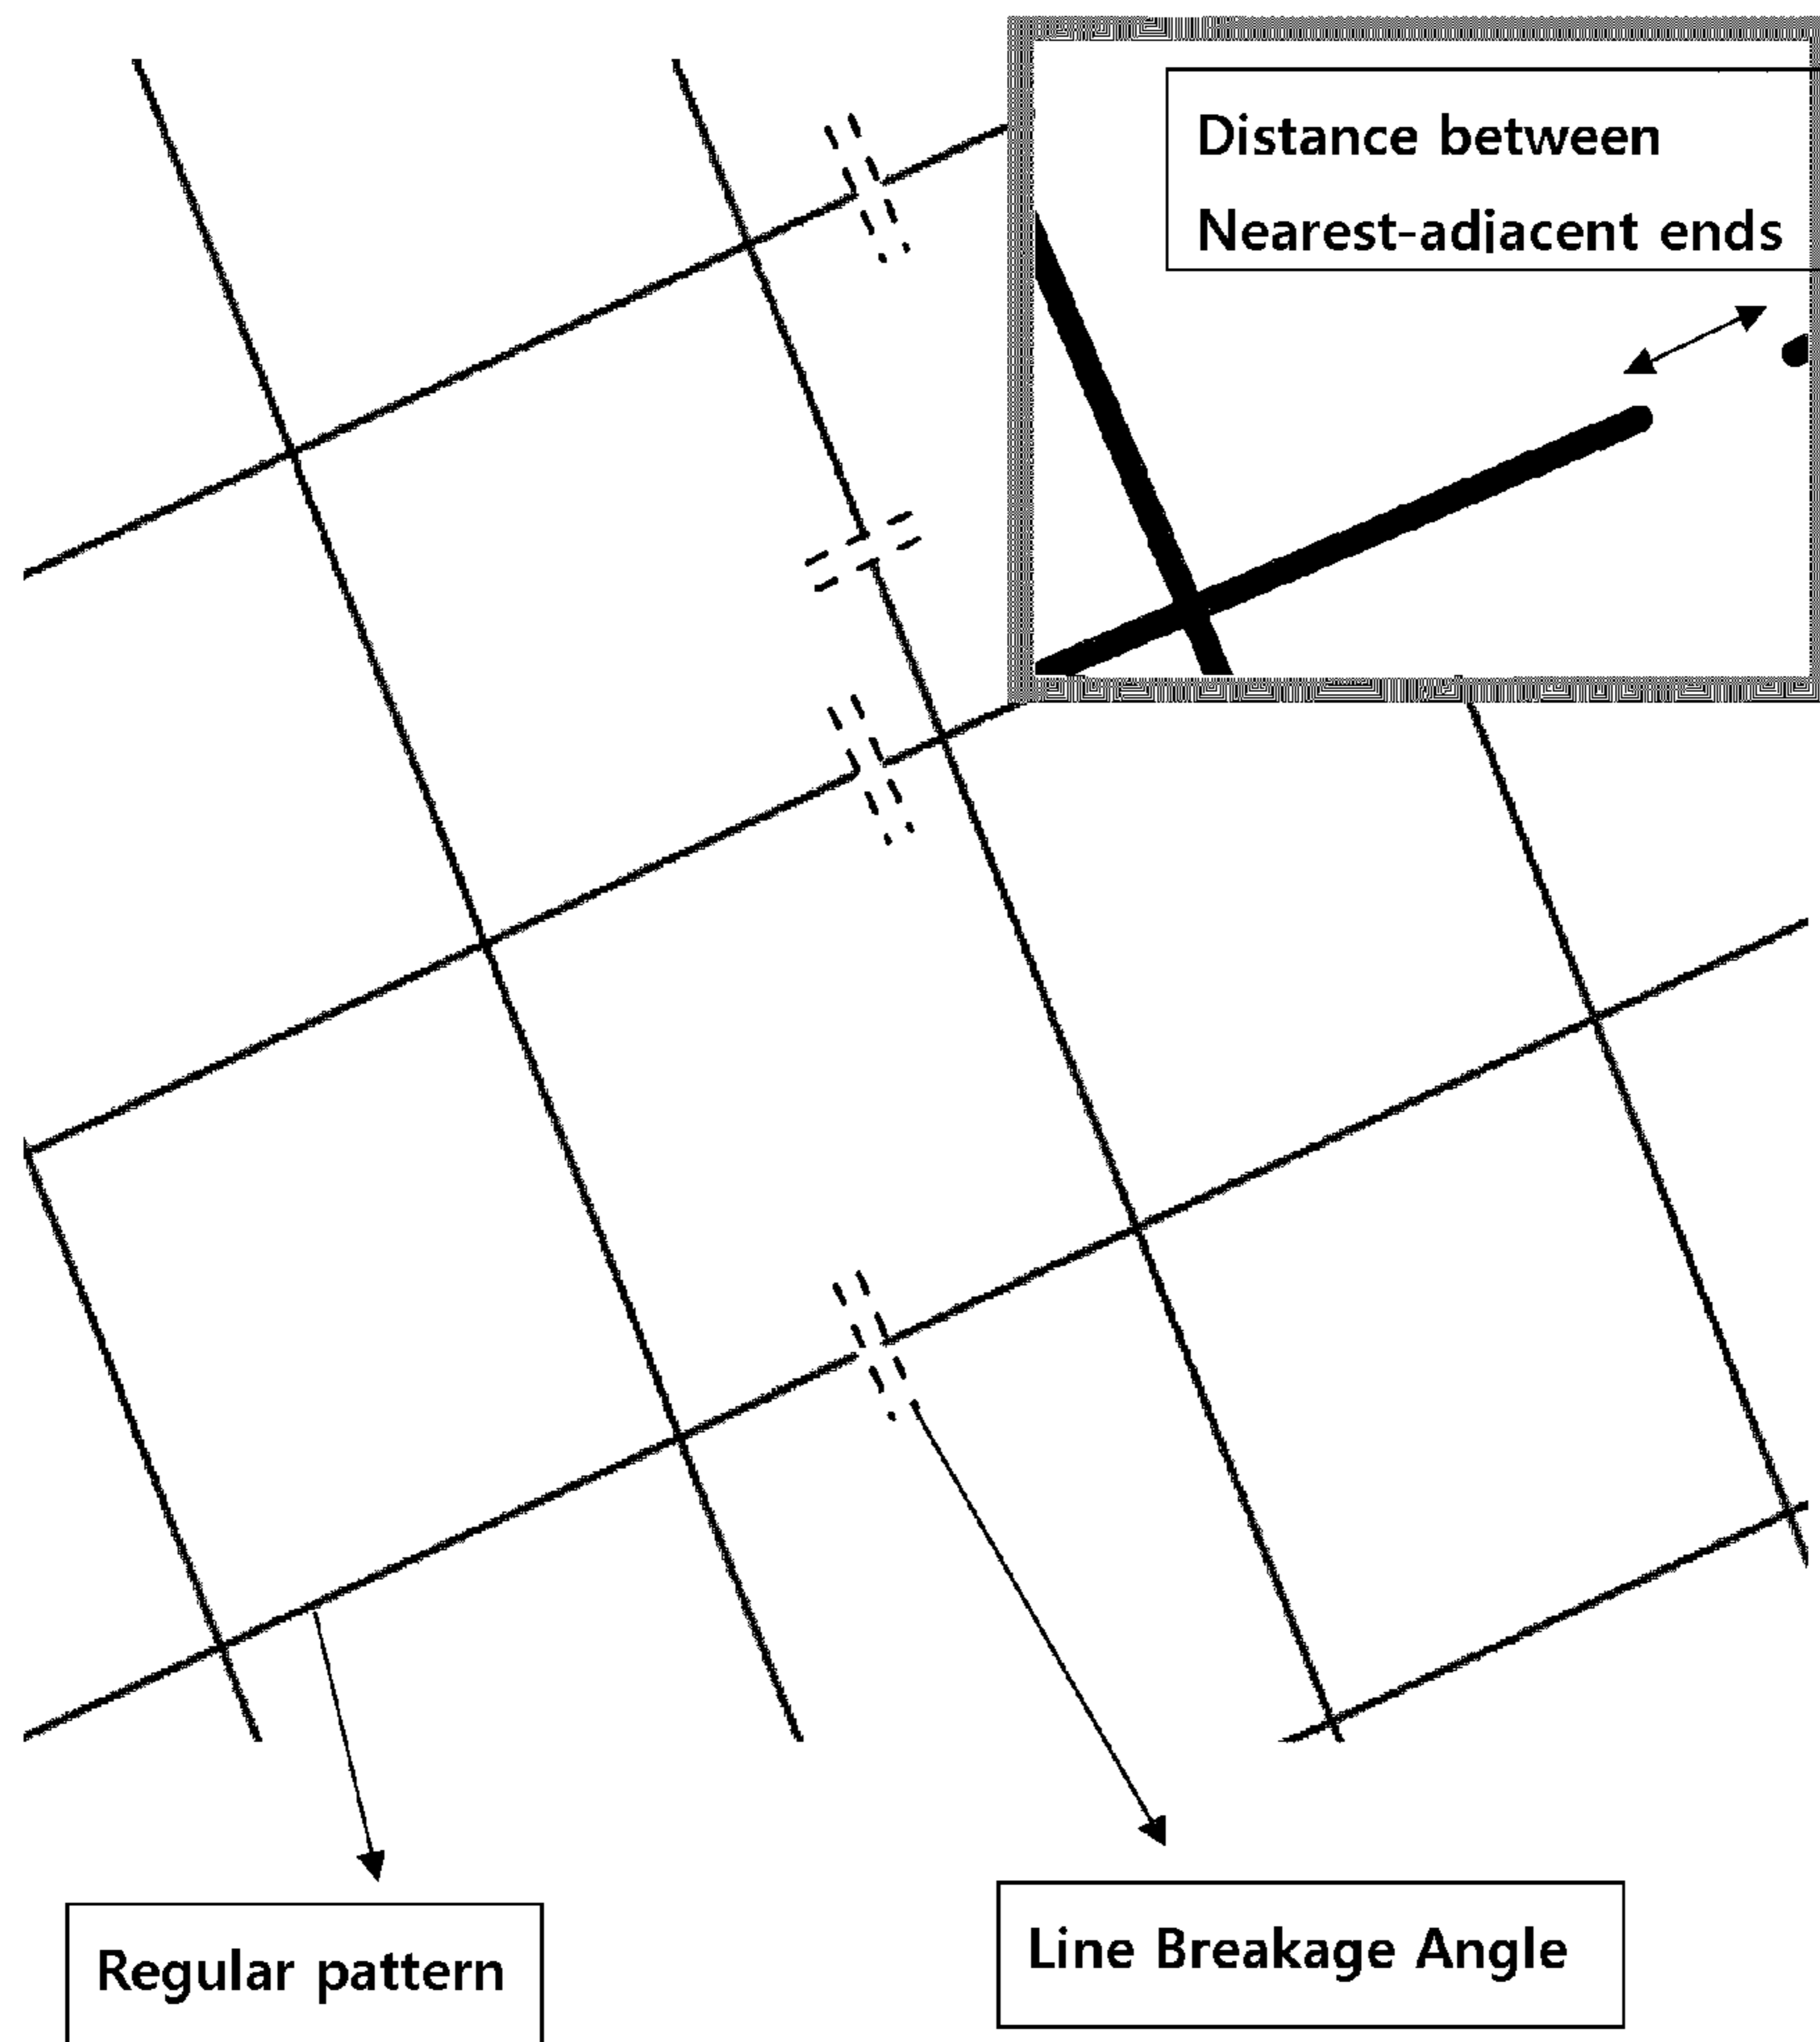 Distance between
Nearest-adjacent ends
Regular pattern
Line Breakage Angle